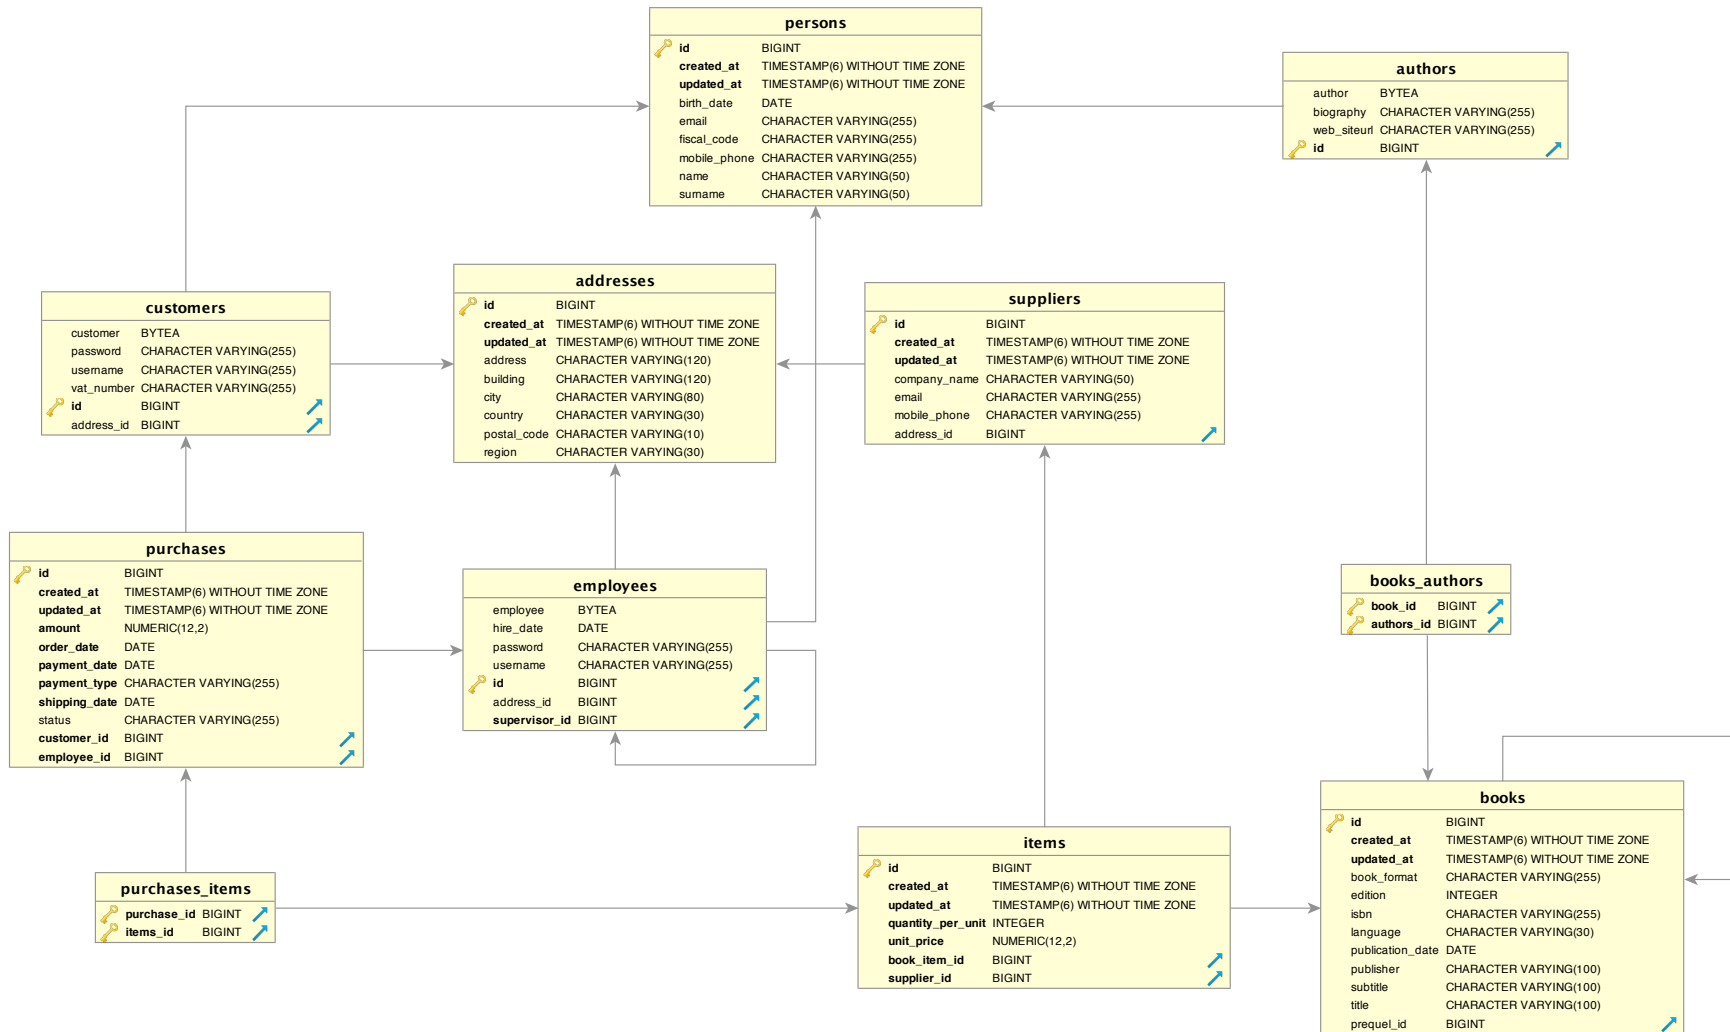 persons
id BIGINT
created_at TIMESTAMP(6) WITHOUT TIME ZONE
updated_at TIMESTAMP(6) WITHOUT TIME ZONE
birth_date DATE
email CHARACTER VARYING(255)
fiscal_code CHARACTER VARYING(255)
mobile_phone CHARACTER VARYING(255)
name CHARACTER VARYING(50)
surname CHARACTER VARYING(50)
authors
author BYTEA
biography CHARACTER VARYING(255)
web_siteurl CHARACTER VARYING(255)
id BIGINT
customers
customer BYTEA
password CHARACTER VARYING(255)
username CHARACTER VARYING(255)
vat_number CHARACTER VARYING(255)
id BIGINT
address_id BIGINT
addresses
id BIGINT
created_at TIMESTAMP(6) WITHOUT TIME ZONE
updated_at TIMESTAMP(6) WITHOUT TIME ZONE
address CHARACTER VARYING(120)
building CHARACTER VARYING(120)
city CHARACTER VARYING(80)
country CHARACTER VARYING(30)
postal_code CHARACTER VARYING(10)
region CHARACTER VARYING(30)
suppliers
id BIGINT
created_at TIMESTAMP(6) WITHOUT TIME ZONE
updated_at TIMESTAMP(6) WITHOUT TIME ZONE
company_name CHARACTER VARYING(50)
email CHARACTER VARYING(255)
mobile_phone CHARACTER VARYING(255)
address_id BIGINT
purchases
id BIGINT
created_at TIMESTAMP(6) WITHOUT TIME ZONE
updated_at TIMESTAMP(6) WITHOUT TIME ZONE
amount NUMERIC(12,2)
order_date DATE
payment_date DATE
payment_type CHARACTER VARYING(255)
shipping_date DATE
status CHARACTER VARYING(255)
customer_id BIGINT
employee_id BIGINT
employees
employee BYTEA
hire_date DATE
password CHARACTER VARYING(255)
username CHARACTER VARYING(255)
id BIGINT
address_id BIGINT
supervisor_id BIGINT
books_authors
book_id BIGINT
authors_id BIGINT
purchases_items
purchase_id BIGINT
items_id BIGINT
items
id BIGINT
created_at TIMESTAMP(6) WITHOUT TIME ZONE
updated_at TIMESTAMP(6) WITHOUT TIME ZONE
quantity_per_unit INTEGER
unit_price NUMERIC(12,2)
book_item_id BIGINT
supplier_id BIGINT
books
id BIGINT
created_at TIMESTAMP(6) WITHOUT TIME ZONE
updated_at TIMESTAMP(6) WITHOUT TIME ZONE
book_format CHARACTER VARYING(255)
edition INTEGER
isbn CHARACTER VARYING(255)
language CHARACTER VARYING(30)
publication_date DATE
publisher CHARACTER VARYING(100)
subtitle CHARACTER VARYING(100)
title CHARACTER VARYING(100)
prequel_id BIGINT